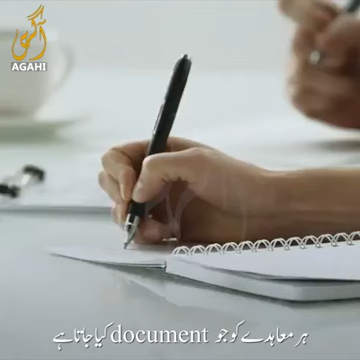 آگہی
AGAHI
ہر معاہدے کو جو document کیا جاتا ہے